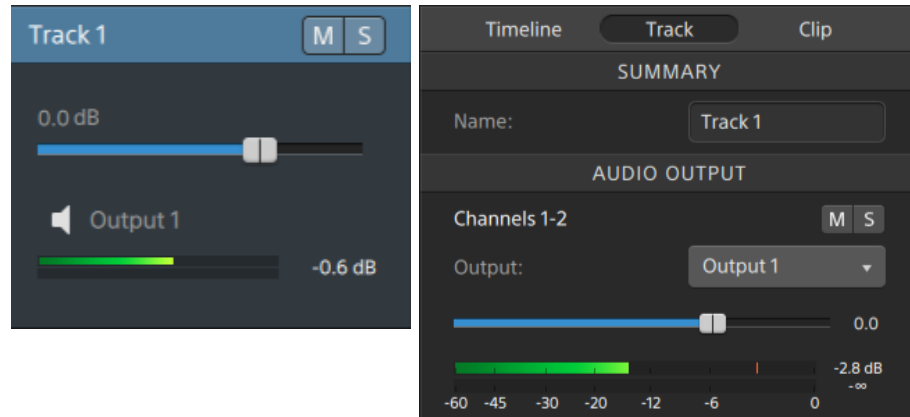 Track 1
M S
0.0 dB
Output 1
-0.6 dB
Timeline Track Clip
SUMMARY
Name: Track 1
AUDIO OUTPUT
Channels 1-2 M S
Output: Output 1
0.0
-2.8 dB
-∞
-60 -45 -30 -20 -12 -6 0